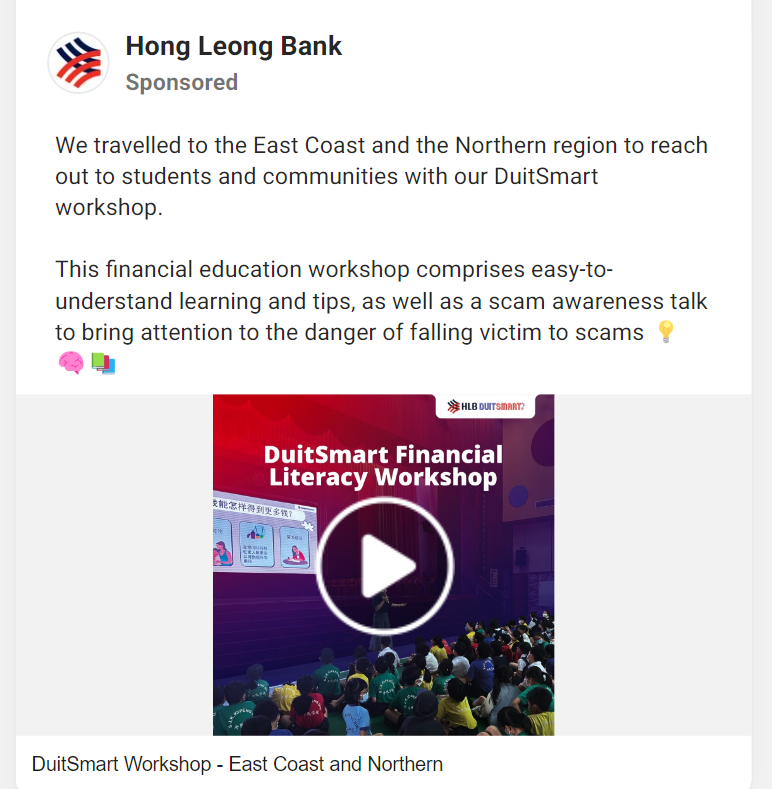 Hong Leong Bank
Sponsored
We travelled to the East Coast and the Northern region to reach
out to students and communities with our DuitSmart
workshop.
This financial education workshop comprises easy-to-
understand learning and tips, as well as a scam awareness talk
to bring attention to the danger of falling victim to scams 💡
🧠 📚
HLB DUITSMART
DuitSmart Financial
Literacy Workshop
能怎样得到更多钱?
DuitSmart Workshop - East Coast and Northern